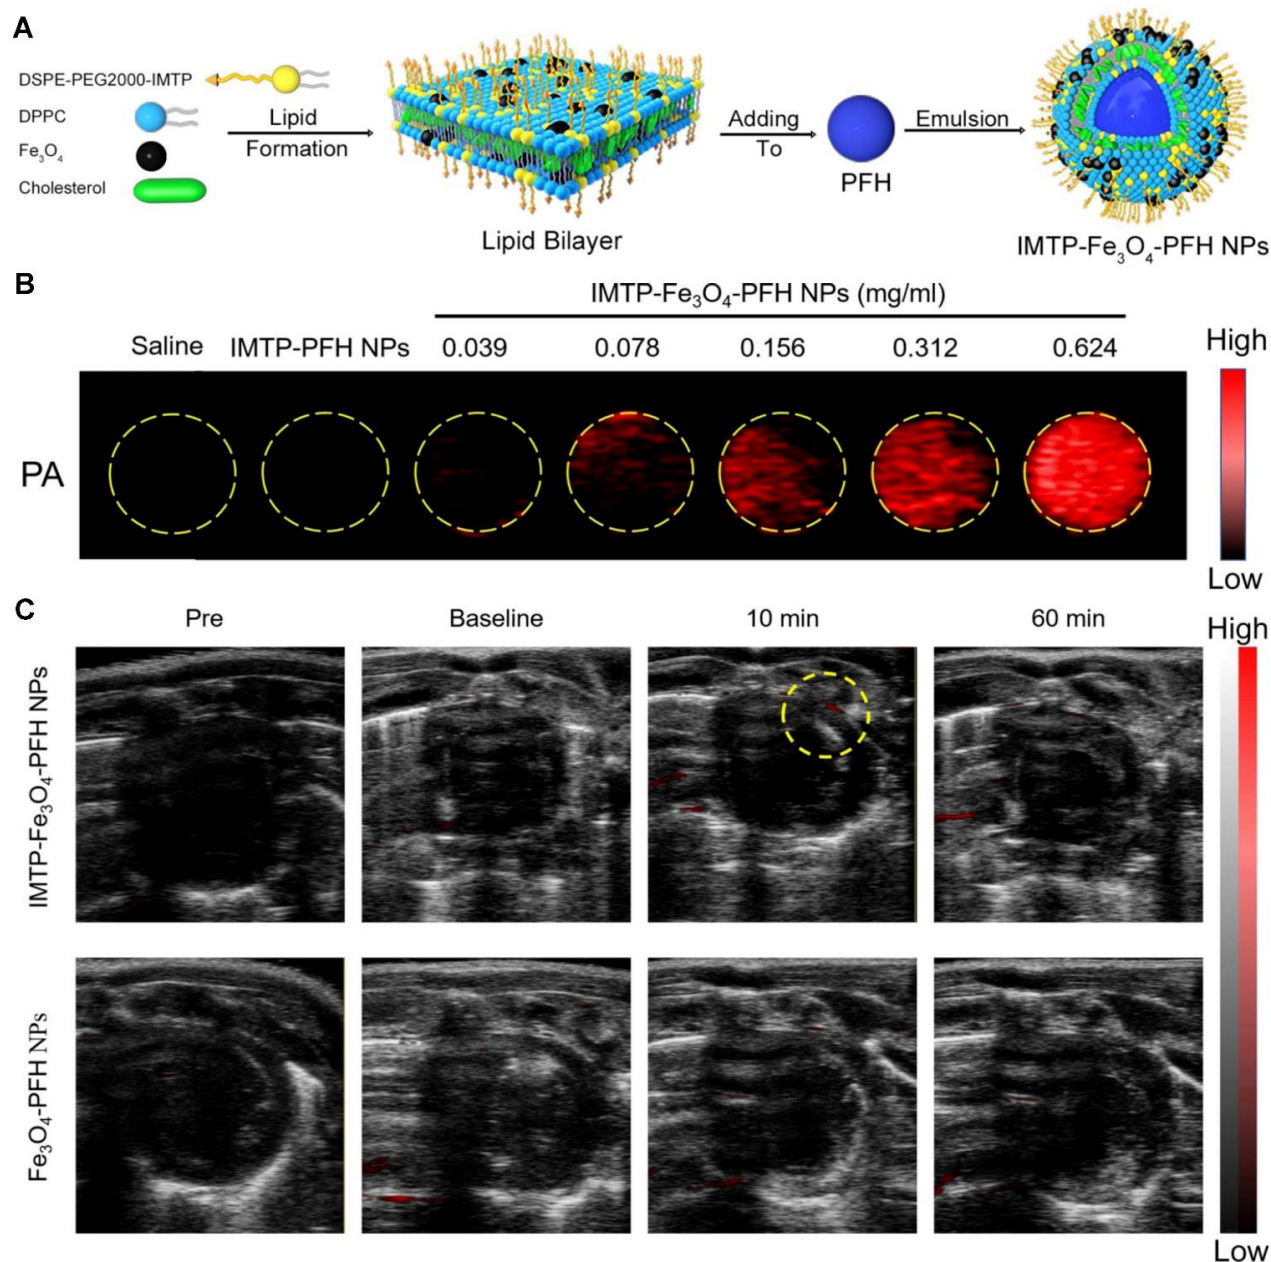 A
DSPE-PEG2000-IMTP
DPPC
Fe₃O₄
Cholesterol
Lipid
Formation
Lipid Bilayer
Adding
To
PFH
Emulsion
IMTP-Fe₃O₄-PFH NPs
B
IMTP-Fe₃O₄-PFH NPs (mg/ml)
Saline IMTP-PFH NPs 0.039 0.078 0.156 0.312 0.624
High
PA
Low
C
Pre Baseline 10 min 60 min
High
IMTP-Fe₃O₄-PFH NPs
Fe₃O₄-PFH NPs
Low